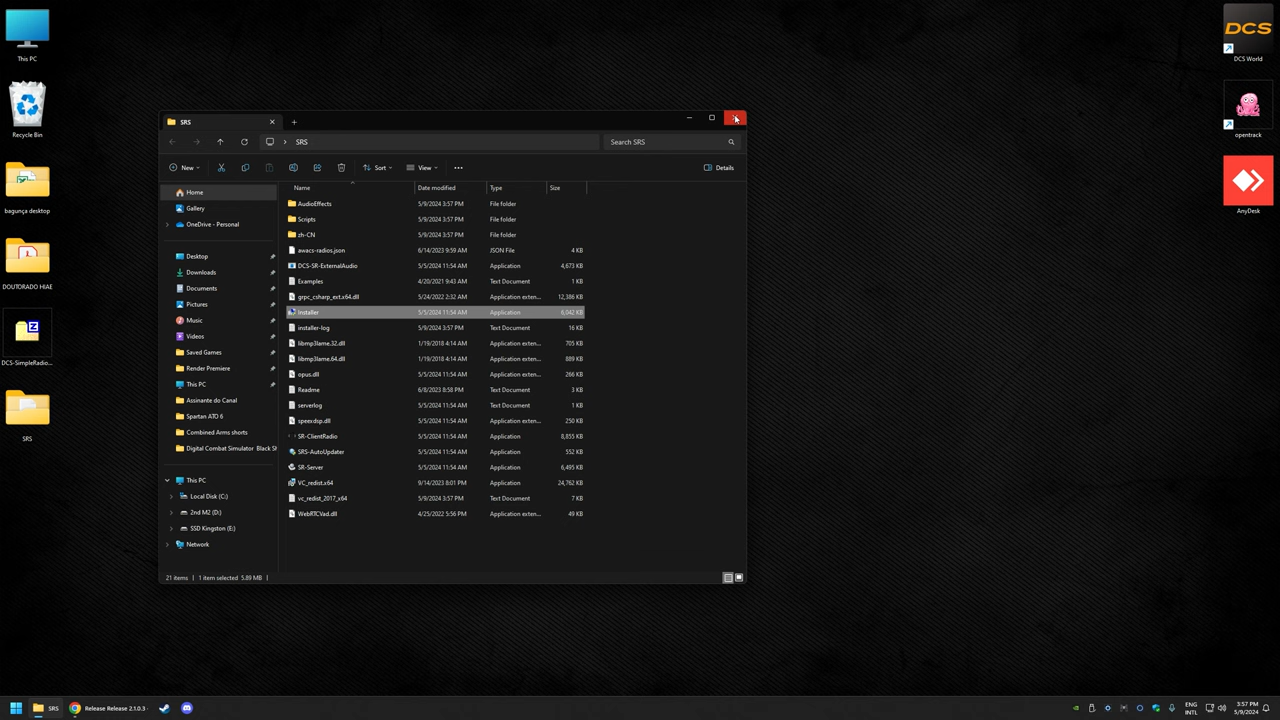 This PC
Recycle Bin
bagunça desktop
DOUTORADO HIAE
DCS-SimpleRadio...
SRS
DCS
DCS World
opentrack
AnyDesk
SRS
SRS
Search SRS
New
Sort
View
Details
Home
Gallery
OneDrive - Personal
Desktop
Downloads
Documents
Pictures
Music
Videos
Saved Games
Render Premiere
This PC
Assinante do Canal
Spartan ATO 6
Combined Arms shorts
Digital Combat Simulator Black S
This PC
Local Disk (C:)
2nd M2 (D:)
SSD Kingston (E:)
Network
Name Date modified Type Size
AudioEffects 5/9/2024 3:57 PM File folder
Scripts 5/9/2024 3:57 PM File folder
zh-CN 5/9/2024 3:57 PM File folder
awacs-radios.json 6/14/2023 9:59 AM JSON File 4 KB
DCS-SR-ExternalAudio 5/5/2024 11:54 AM Application 4,673 KB
Examples 4/20/2021 9:43 AM Text Document 1 KB
grpc_csharp_ext.x64.dll 5/24/2022 2:32 AM Application exten... 12,386 KB
Installer 5/5/2024 11:54 AM Application 6,042 KB
installer-log 5/9/2024 3:57 PM Text Document 16 KB
libmp3lame.32.dll 1/19/2018 4:14 AM Application exten... 705 KB
libmp3lame.64.dll 1/19/2018 4:14 AM Application exten... 889 KB
opus.dll 5/5/2024 11:54 AM Application exten... 266 KB
Readme 6/8/2023 8:58 PM Text Document 3 KB
serverlog 5/5/2024 11:54 AM Text Document 1 KB
speexdsp.dll 5/5/2024 11:54 AM Application exten... 250 KB
SR-ClientRadio 5/5/2024 11:54 AM Application 8,855 KB
SRS-AutoUpdater 5/5/2024 11:54 AM Application 552 KB
SR-Server 5/5/2024 11:54 AM Application 6,495 KB
VC_redist.x64 9/14/2023 8:01 PM Application 24,762 KB
vc_redist_2017_x64 5/9/2024 3:57 PM Text Document 7 KB
WebRTCVad.dll 4/25/2022 5:56 PM Application exten... 49 KB
21 items 1 item selected 5.89 MB
SRS
Release Release 2.1.0.3 -
ENG
INTL
3:57 PM
5/9/2024